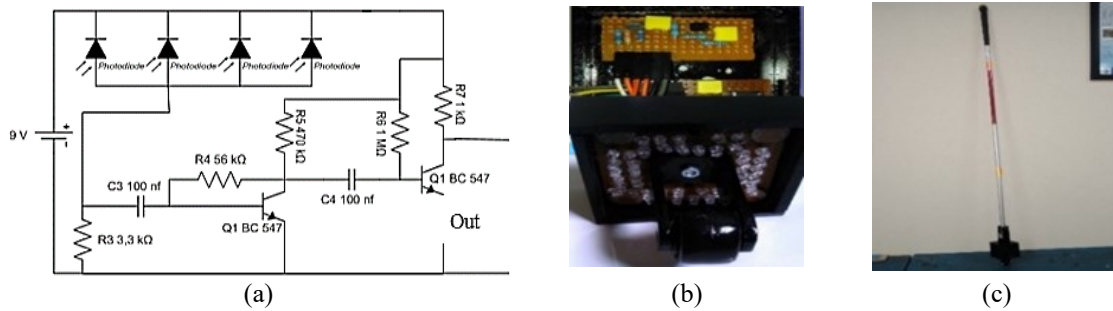 Photodiode Photodiode Photodiode Photodiode
9 V
+
-
R5 470 kΩ
R6 1 MΩ
R7 1 kΩ
R4 56 kΩ
C3 100 nf
C4 100 nf
Q1 BC 547
Q1 BC 547
R3 3,3 kΩ
Out
(a) (b) (c)